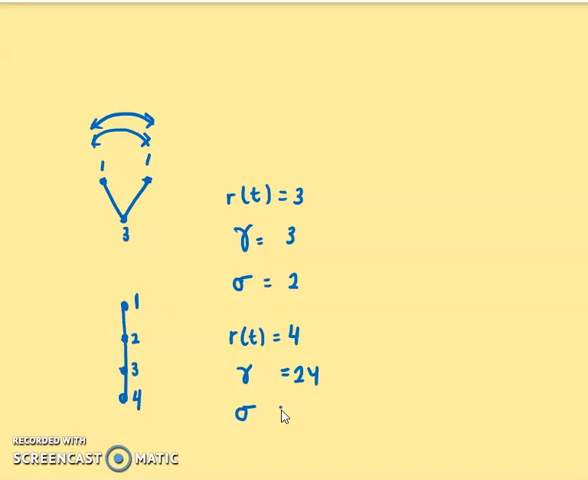 1 1
3
r(t) = 3
γ = 3
σ = 2
1
2
3
4
r(t) = 4
γ = 24
σ
RECORDED WITH
SCREENCAST MATIC